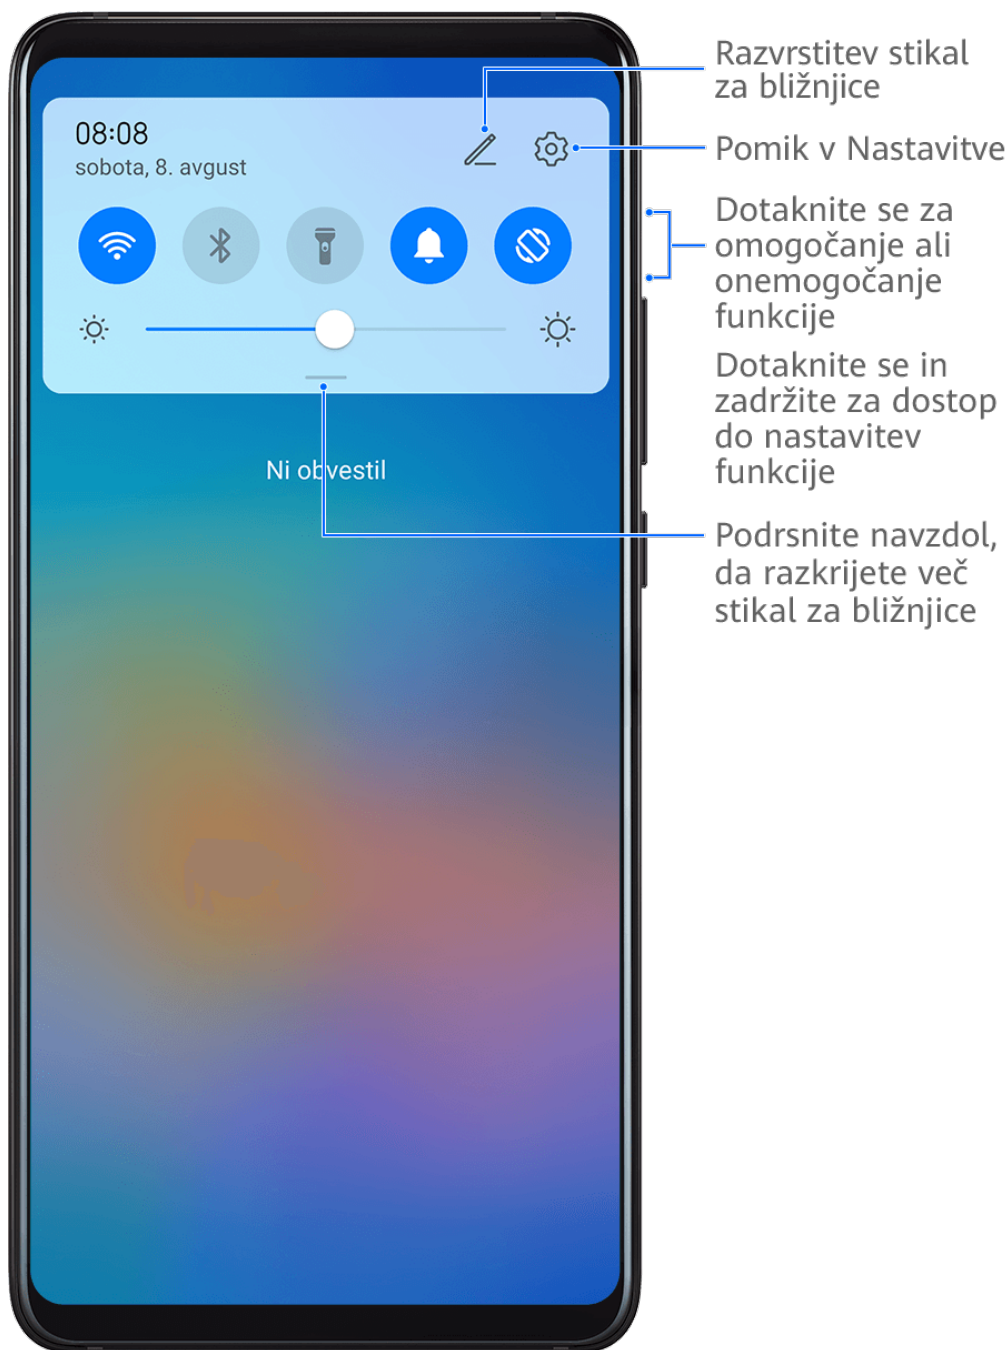 Razvrstitev stikal
za bližnjice
08:08
sobota, 8. avgust
Pomik v Nastavitve
Dotaknite se za
omogočanje ali
onemogočanje
funkcije
Dotaknite se in
zadržite za dostop
do nastavitev
funkcije
Ni obvestil
Podrsnite navzdol,
da razkrijete več
stikal za bližnjice